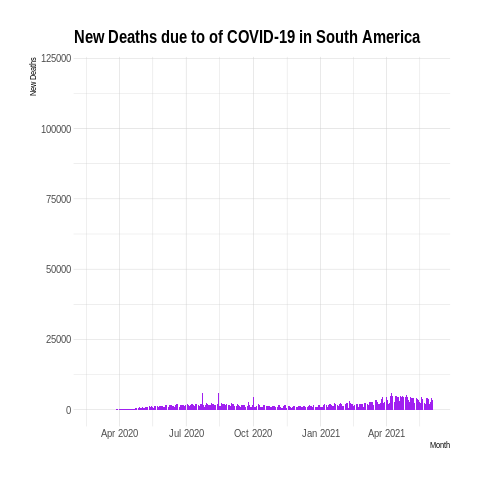 New Deaths due to of COVID-19 in South America
New Deaths
125000
100000
75000
50000
25000
0
Apr 2020 Jul 2020 Oct 2020 Jan 2021 Apr 2021
Month